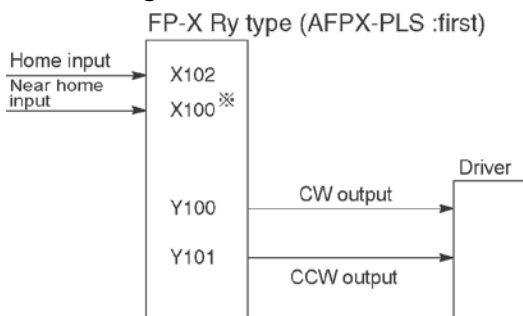 FP-X Ry type (AFPX-PLS :first)
Home input
X102
Near home
input
X100※
Driver
Y100
CW output
Y101
CCW output